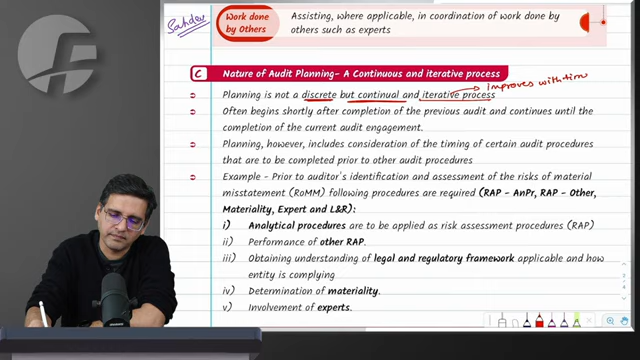 Sachdev
Work done by Others
Assisting, where applicable, in coordination of work done by others such as experts
C Nature of Audit Planning- A Continuous and iterative process
improves with time
Planning is not a discrete but continual and iterative process
Often begins shortly after completion of the previous audit and continues until the
completion of the current audit engagement.
Planning, however, includes consideration of the timing of certain audit procedures
that are to be completed prior to other audit procedures
Example - Prior to auditor's identification and assessment of the risks of material
misstatement (RoMM) following procedures are required (RAP - AnPr, RAP - Other,
Materiality, Expert and L&R):
i) Analytical procedures are to be applied as risk assessment procedures (RAP)
ii) Performance of other RAP.
iii) Obtaining understanding of legal and regulatory framework applicable and how
entity is complying
iv) Determination of materiality.
v) Involvement of experts.